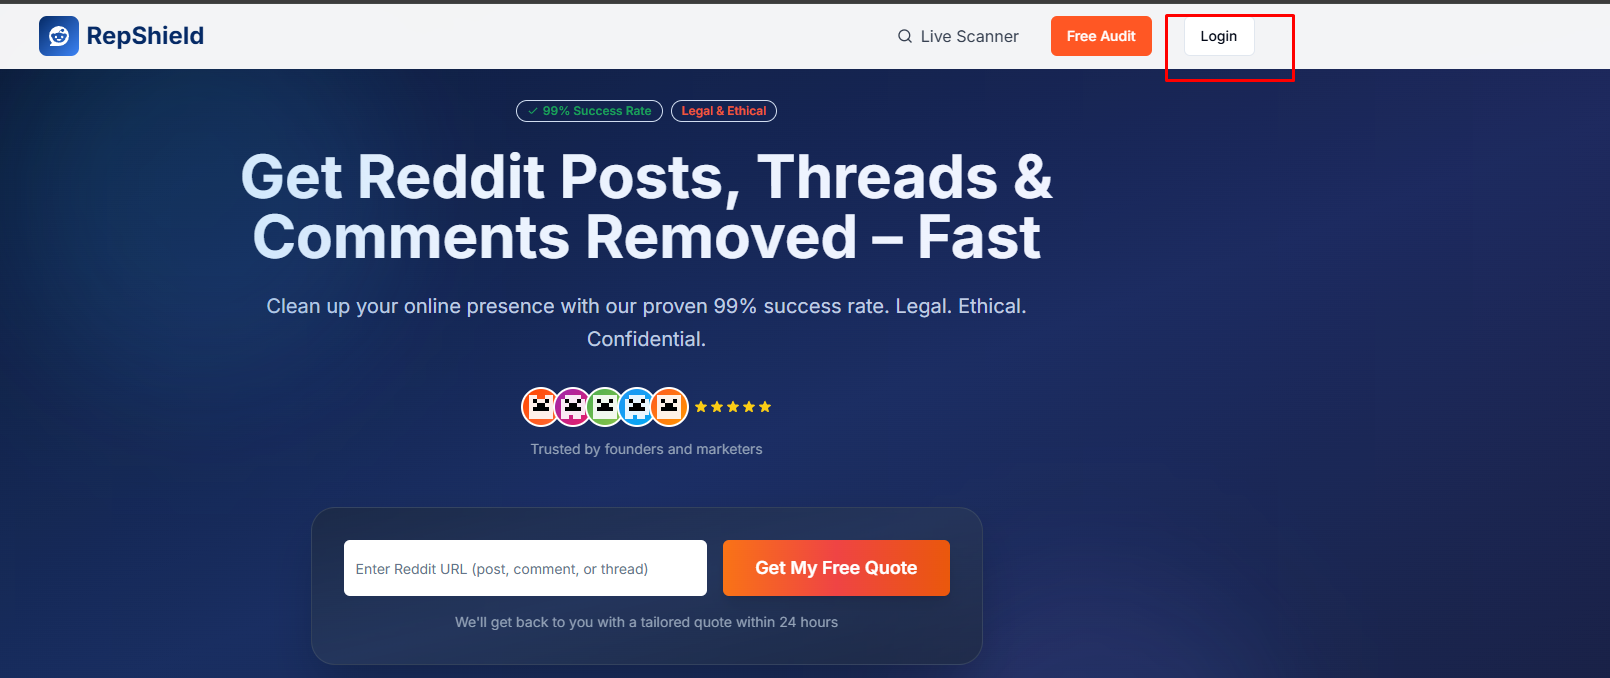 RepShield
Live Scanner
Free Audit
Login
99% Success Rate
Legal & Ethical
Get Reddit Posts, Threads &
Comments Removed – Fast
Clean up your online presence with our proven 99% success rate. Legal. Ethical.
Confidential.
Trusted by founders and marketers
Enter Reddit URL (post, comment, or thread)
Get My Free Quote
We'll get back to you with a tailored quote within 24 hours